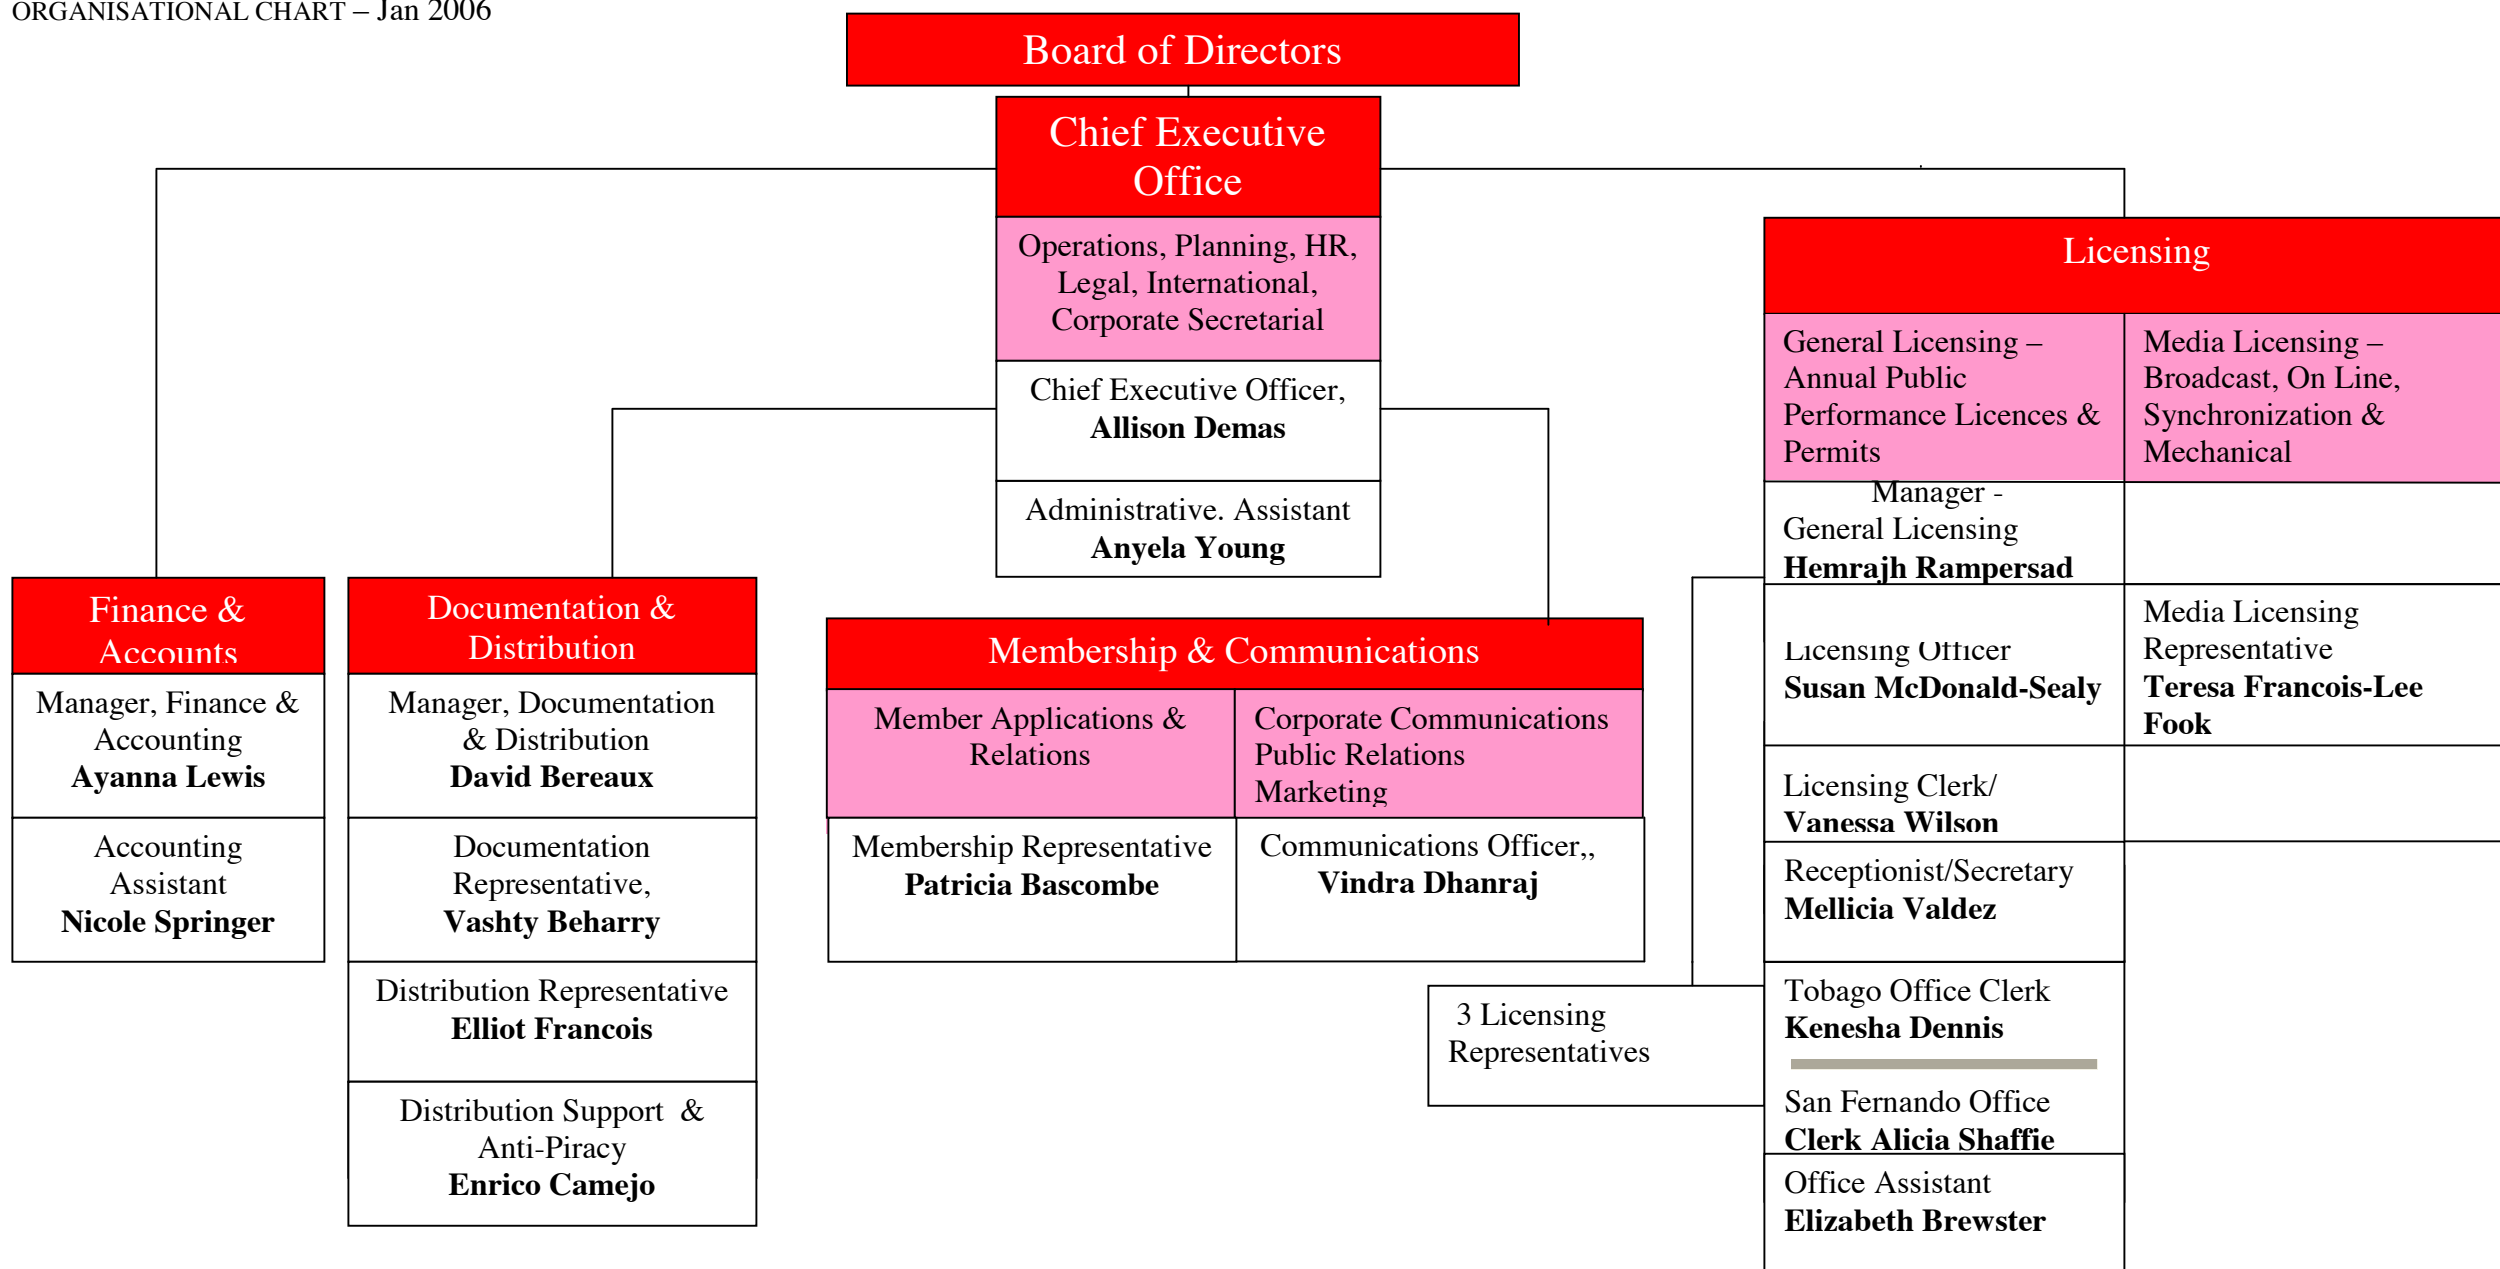 ORGANISATIONAL CHART – Jan 2006
Board of Directors
Chief Executive
Office
Operations, Planning, HR,
Legal, International,
Corporate Secretarial
Chief Executive Officer,
Allison Demas
Administrative. Assistant
Anyela Young
Finance &
Accounts
Manager, Finance &
Accounting
Ayanna Lewis
Accounting
Assistant
Nicole Springer
Documentation &
Distribution
Manager, Documentation
& Distribution
David Bereaux
Documentation
Representative,
Vashty Beharry
Distribution Representative
Elliot Francois
Distribution Support  &
Anti-Piracy
Enrico Camejo
Membership & Communications
Member Applications &
Relations
Corporate Communications
Public Relations
Marketing
Membership Representative
Patricia Bascombe
Communications Officer,,
Vindra Dhanraj
Licensing
General Licensing –
Annual Public
Performance Licences &
Permits
Media Licensing –
Broadcast, On Line,
Synchronization &
Mechanical
Manager -
General Licensing
Hemrajh Rampersad
Licensing Officer
Susan McDonald-Sealy
Media Licensing
Representative
Teresa Francois-Lee
Fook
Licensing Clerk/
Vanessa Wilson
Receptionist/Secretary
Mellicia Valdez
3 Licensing
Representatives
Tobago Office Clerk
Kenesha Dennis
San Fernando Office
Clerk Alicia Shaffie
Office Assistant
Elizabeth Brewster